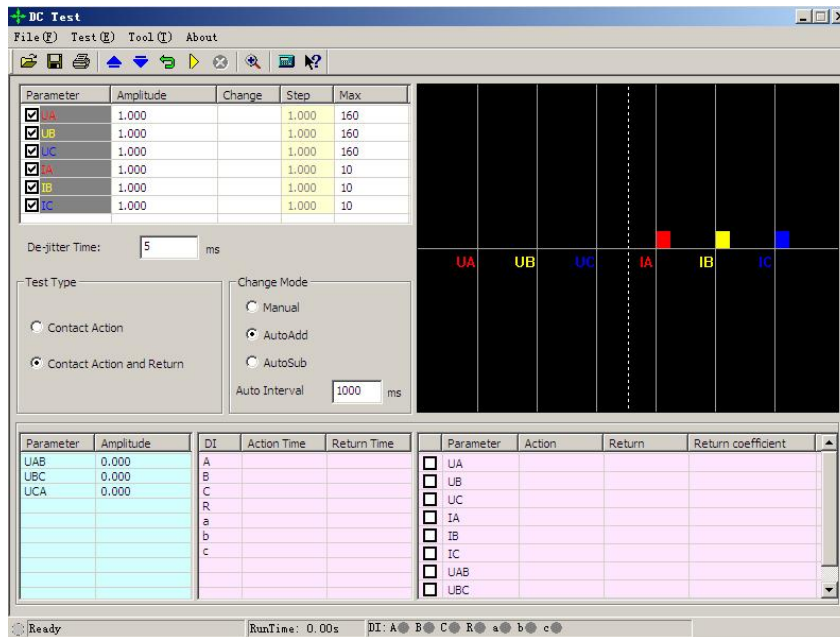 DC Test
File(F) Test(E) Tool(T) About
Parameter Amplitude Change Step Max
UA 1.000 1.000 160
UB 1.000 1.000 160
UC 1.000 1.000 160
IA 1.000 1.000 10
IB 1.000 1.000 10
IC 1.000 1.000 10
De-jitter Time: 5 ms
UA UB UC IA IB IC
Test Type
Contact Action
Contact Action and Return
Change Mode
Manual
AutoAdd
AutoSub
Auto Interval 1000 ms
Parameter Amplitude
UAB 0.000
UBC 0.000
UCA 0.000
DI Action Time Return Time
A
B
C
R
a
b
c
Parameter Action Return Return coefficient
UA
UB
UC
IA
IB
IC
UAB
UBC
Ready RunTime: 0.00s DI: A B C R a b c